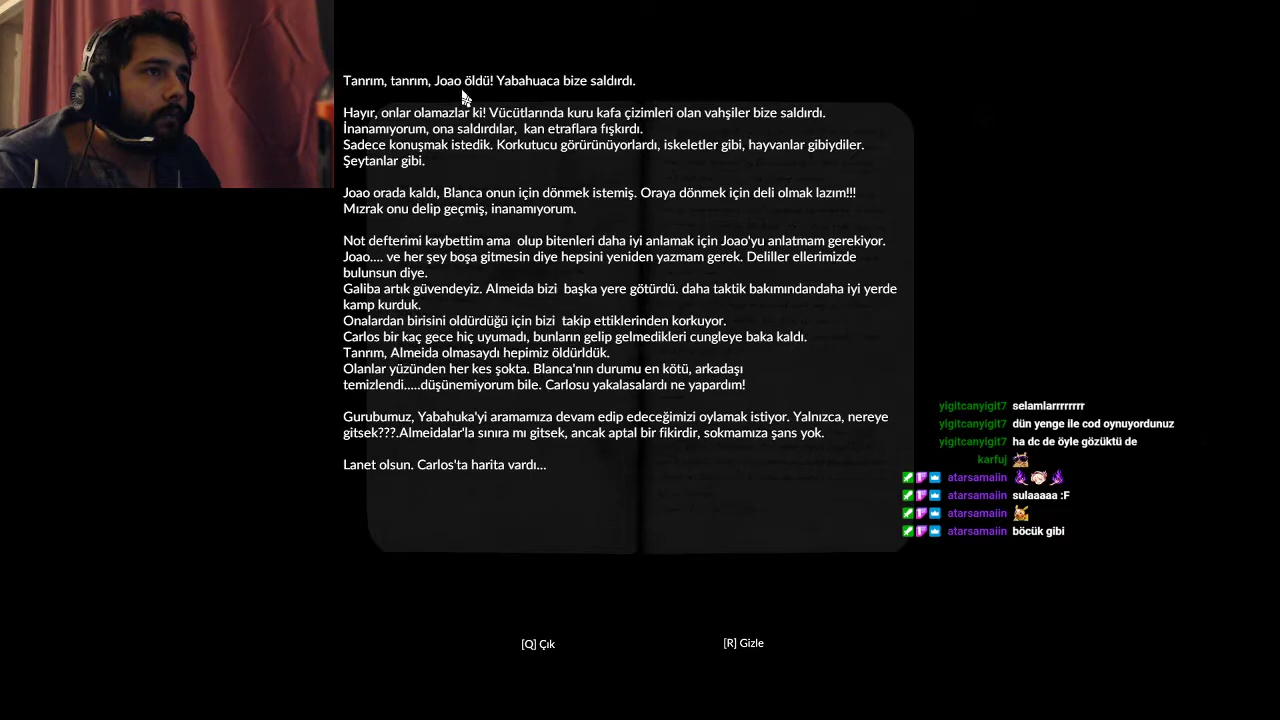 Tanrım, tanrım, Joao öldü! Yabahuaca bize saldırdı.
Hayır, onlar olamazlar ki! Vücütlarında kuru kafa çizimleri olan vahşiler bize saldırdı.
İnanamıyorum, ona saldırdılar, kan etraflara fışkırdı.
Sadece konuşmak istedik. Korkutucu görürünüyorlardı, iskeletler gibi, hayvanlar gibiydiler.
Şeytanlar gibi.
Joao orada kaldı, Blanca onun için dönmek istemiş. Oraya dönmek için deli olmak lazım!!!
Mızrak onu delip geçmiş, inanamıyorum.
Not defterimi kaybettim ama olup bitenleri daha iyi anlamak için Joao'yu anlatmam gerekiyor.
Joao.... ve her şey boşa gitmesin diye hepsini yeniden yazmam gerek. Deliller ellerimizde
bulunsun diye.
Galiba artık güvendeyiz. Almeida bizi başka yere götürdü. daha taktik bakımındandaha iyi yerde
kamp kurduk.
Onalardan birisini oldürdüğü için bizi takip ettiklerinden korkuyor.
Carlos bir kaç gece hiç uyumadı, bunların gelip gelmedikleri cungleye baka kaldı.
Tanrım, Almeida olmasaydı hepimiz öldürldük.
Olanlar yüzünden her kes şokta. Blanca'nın durumu en kötü, arkadaşı
temizlendi.....düşünemiyorum bile. Carlosu yakalasalardı ne yapardım!
Gurubumuz, Yabahuka'yi aramamıza devam edip edeceğimizi oylamak istiyor. Yalnızca, nereye
gitsek???.Almeidalar'la sınıra mı gitsek, ancak aptal bir fikirdir, sokmamıza şans yok.
Lanet olsun. Carlos'ta harita vardı...
yigitcanyigit7 selamlarrrrrrrr
yigitcanyigit7 dün yenge ile cod oynuyordunuz
yigitcanyigit7 ha dc de öyle gözüktü de
karfuj
atarsamaiin
atarsamaiin sulaaaaa :F
atarsamaiin
atarsamaiin böcük gibi
[Q] Çık [R] Gizle